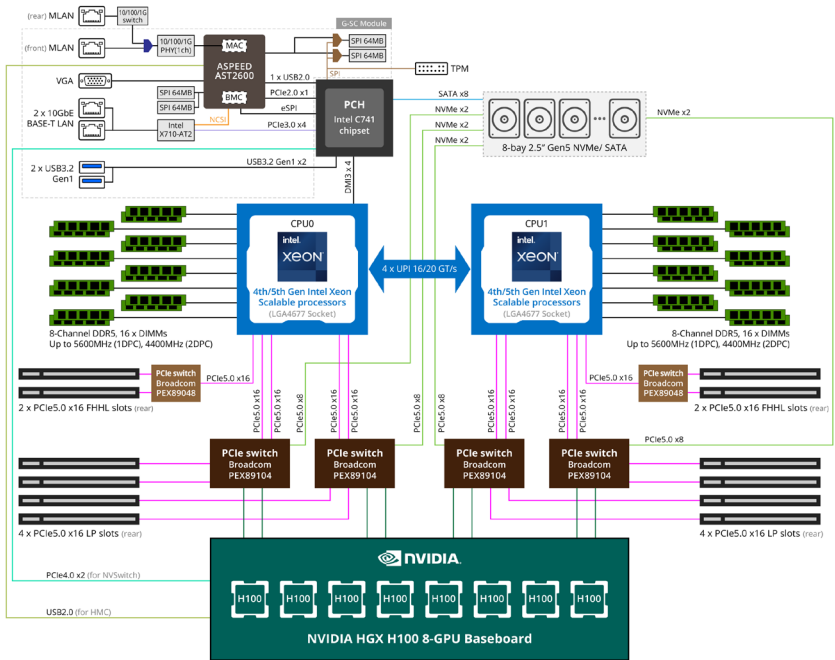 (rear) MLAN
10/100/1G
switch
(front) MLAN
10/100/1G
PHY(1ch)
MAC
ASPEED
AST2600
BMC
G-SC Module
SPI 64MB
SPI 64MB
SPI
TPM
VGA
SPI 64MB
SPI 64MB
1 x USB2.0
PCIe2.0 x1
eSPI
PCIe3.0 x4
2 x 10GbE
BASE-T LAN
Intel
X710-AT2
NCSI
PCH
Intel C741
chipset
SATA x8
NVMe x2
NVMe x2
NVMe x2
NVMe x2
8-bay 2.5" Gen5 NVMe/ SATA
2 x USB3.2
Gen1
USB3.2 Gen1 x2
DMI3 x 4
CPU0
intel.
XEON
4th/5th Gen Intel Xeon
Scalable processors
(LGA4677 Socket)
4 x UPI 16/20 GT/s
CPU1
intel.
XEON
4th/5th Gen Intel Xeon
Scalable processors
(LGA4677 Socket)
8-Channel DDR5, 16 x DIMMs
Up to 5600MHz (1DPC), 4400MHz (2DPC)
8-Channel DDR5, 16 x DIMMs
Up to 5600MHz (1DPC), 4400MHz (2DPC)
PCIe switch
Broadcom
PEX89048
PCIe5.0 x16
2 x PCIe5.0 x16 FHHL slots (rear)
PCIe5.0 x16
PCIe5.0 x16
PCIe5.0 x8
PCIe5.0 x16
PCIe5.0 x16
PCIe5.0 x8
PCIe5.0 x8
PCIe5.0 x16
PCIe5.0 x16
PCIe5.0 x16
PCIe5.0 x16
PCIe5.0 x16
PCIe switch
Broadcom
PEX89048
2 x PCIe5.0 x16 FHHL slots (rear)
PCIe5.0 x8
PCIe switch
Broadcom
PEX89104
PCIe switch
Broadcom
PEX89104
PCIe switch
Broadcom
PEX89104
PCIe switch
Broadcom
PEX89104
4 x PCIe5.0 x16 LP slots (rear)
4 x PCIe5.0 x16 LP slots (rear)
PCIe4.0 x2 (for NVSwitch)
USB2.0 (for HMC)
NVIDIA.
H100
H100
H100
H100
H100
H100
H100
H100
NVIDIA HGX H100 8-GPU Baseboard